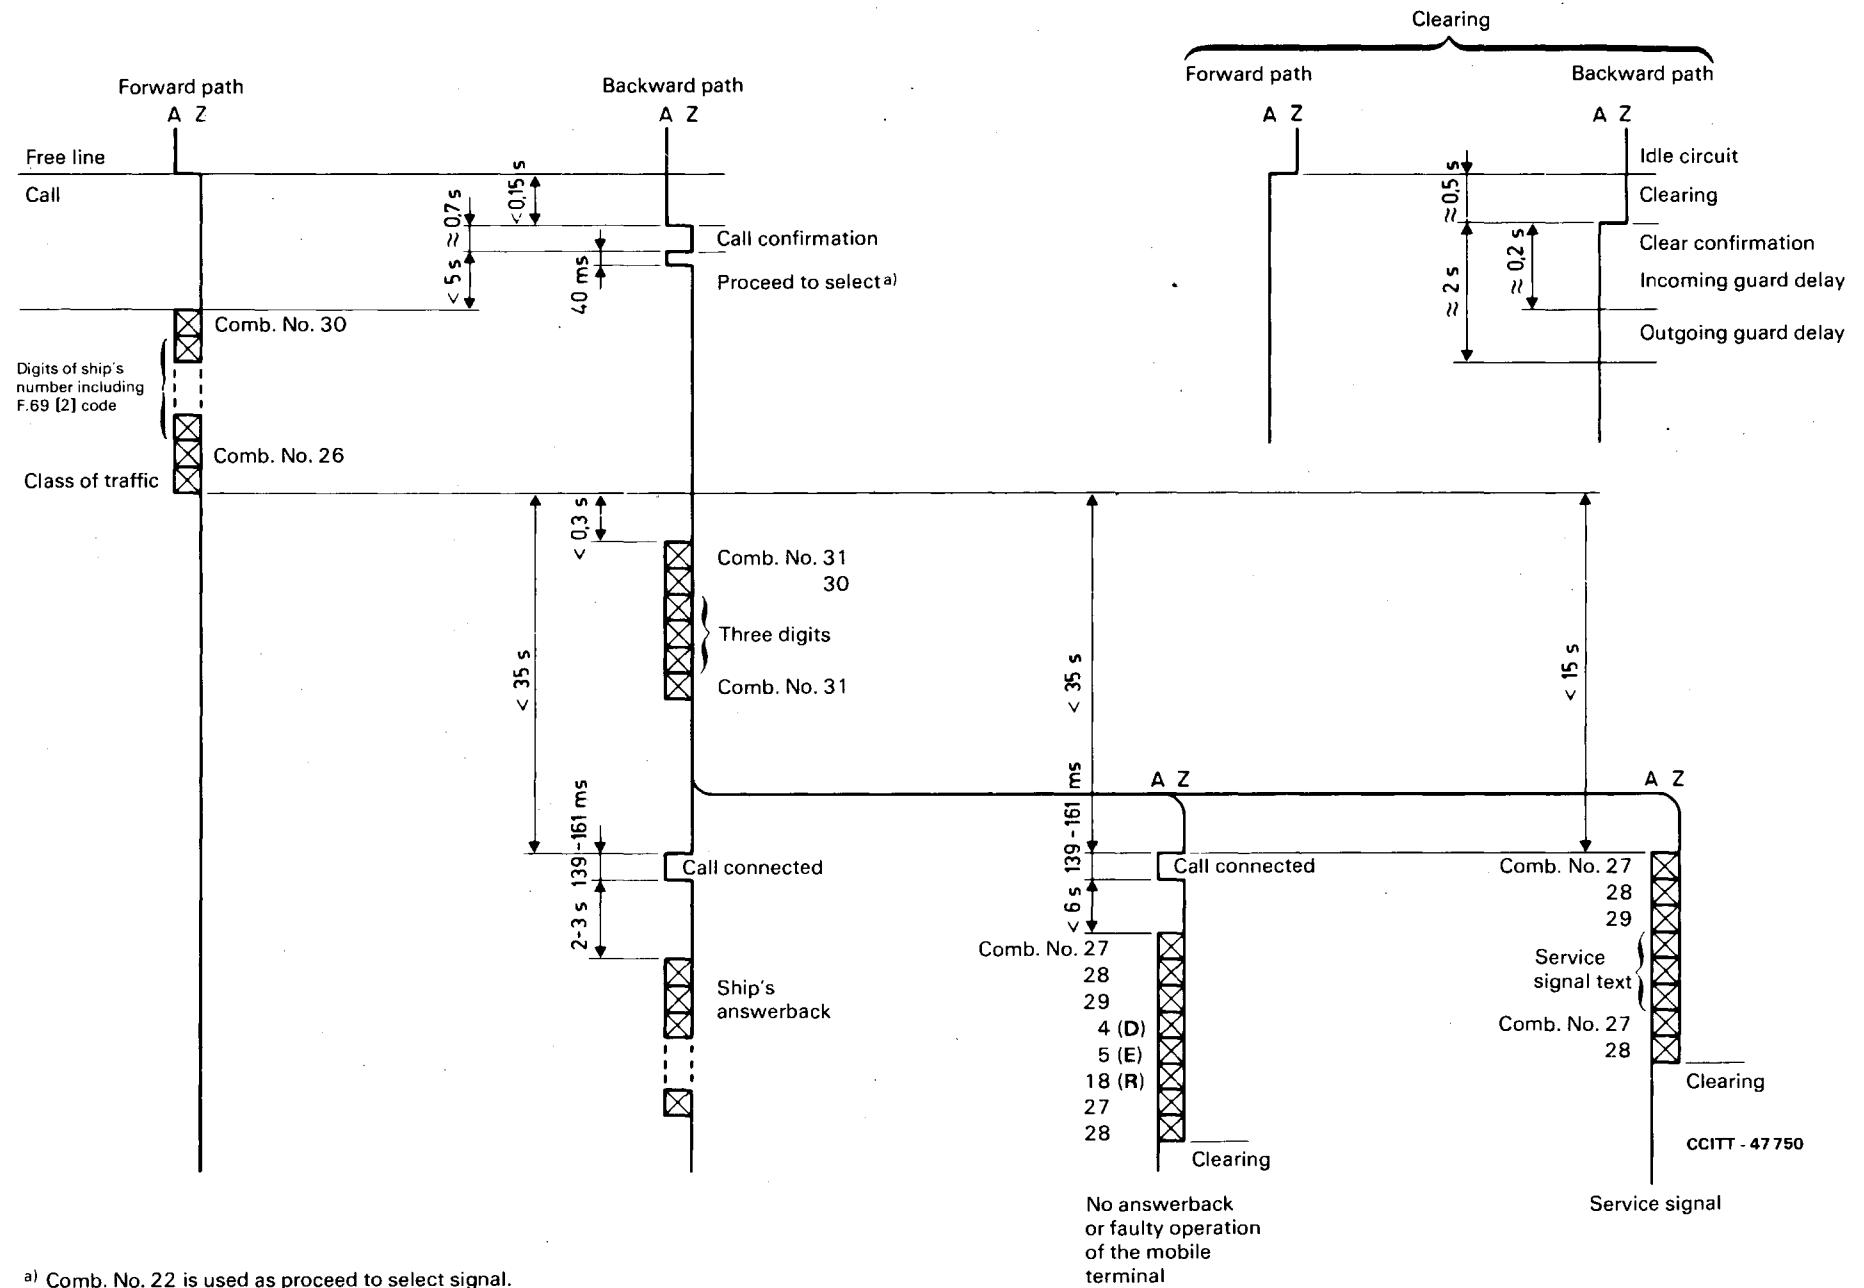 Clearing
Forward path
Backward path
Forward path
Backward path
A Z
A Z
A Z
A Z
Free line
Call
< 0,15 s
≈ 0,7 s
< 5 s
40 ms
Call confirmation
Proceed to select a)
≈ 0,5 s
≈ 2 s
≈ 0,2 s
Idle circuit
Clearing
Clear confirmation
Incoming guard delay
Outgoing guard delay
Comb. No. 30
Digits of ship's
number including
F.69 [2] code
Comb. No. 26
Class of traffic
< 0,3 s
< 35 s
Comb. No. 31
30
Three digits
Comb. No. 31
< 35 s
< 15 s
139-161 ms
2-3 s
Call connected
Ship's
answerback
A Z
139-161 ms
< 6 s
Call connected
Comb. No. 27
28
29
4 (D)
5 (E)
18 (R)
27
28
Clearing
No answerback
or faulty operation
of the mobile
terminal
A Z
Comb. No. 27
28
29
Service
signal text
Comb. No. 27
28
Clearing
CCITT - 47750
Service signal
a) Comb. No. 22 is used as proceed to select signal.